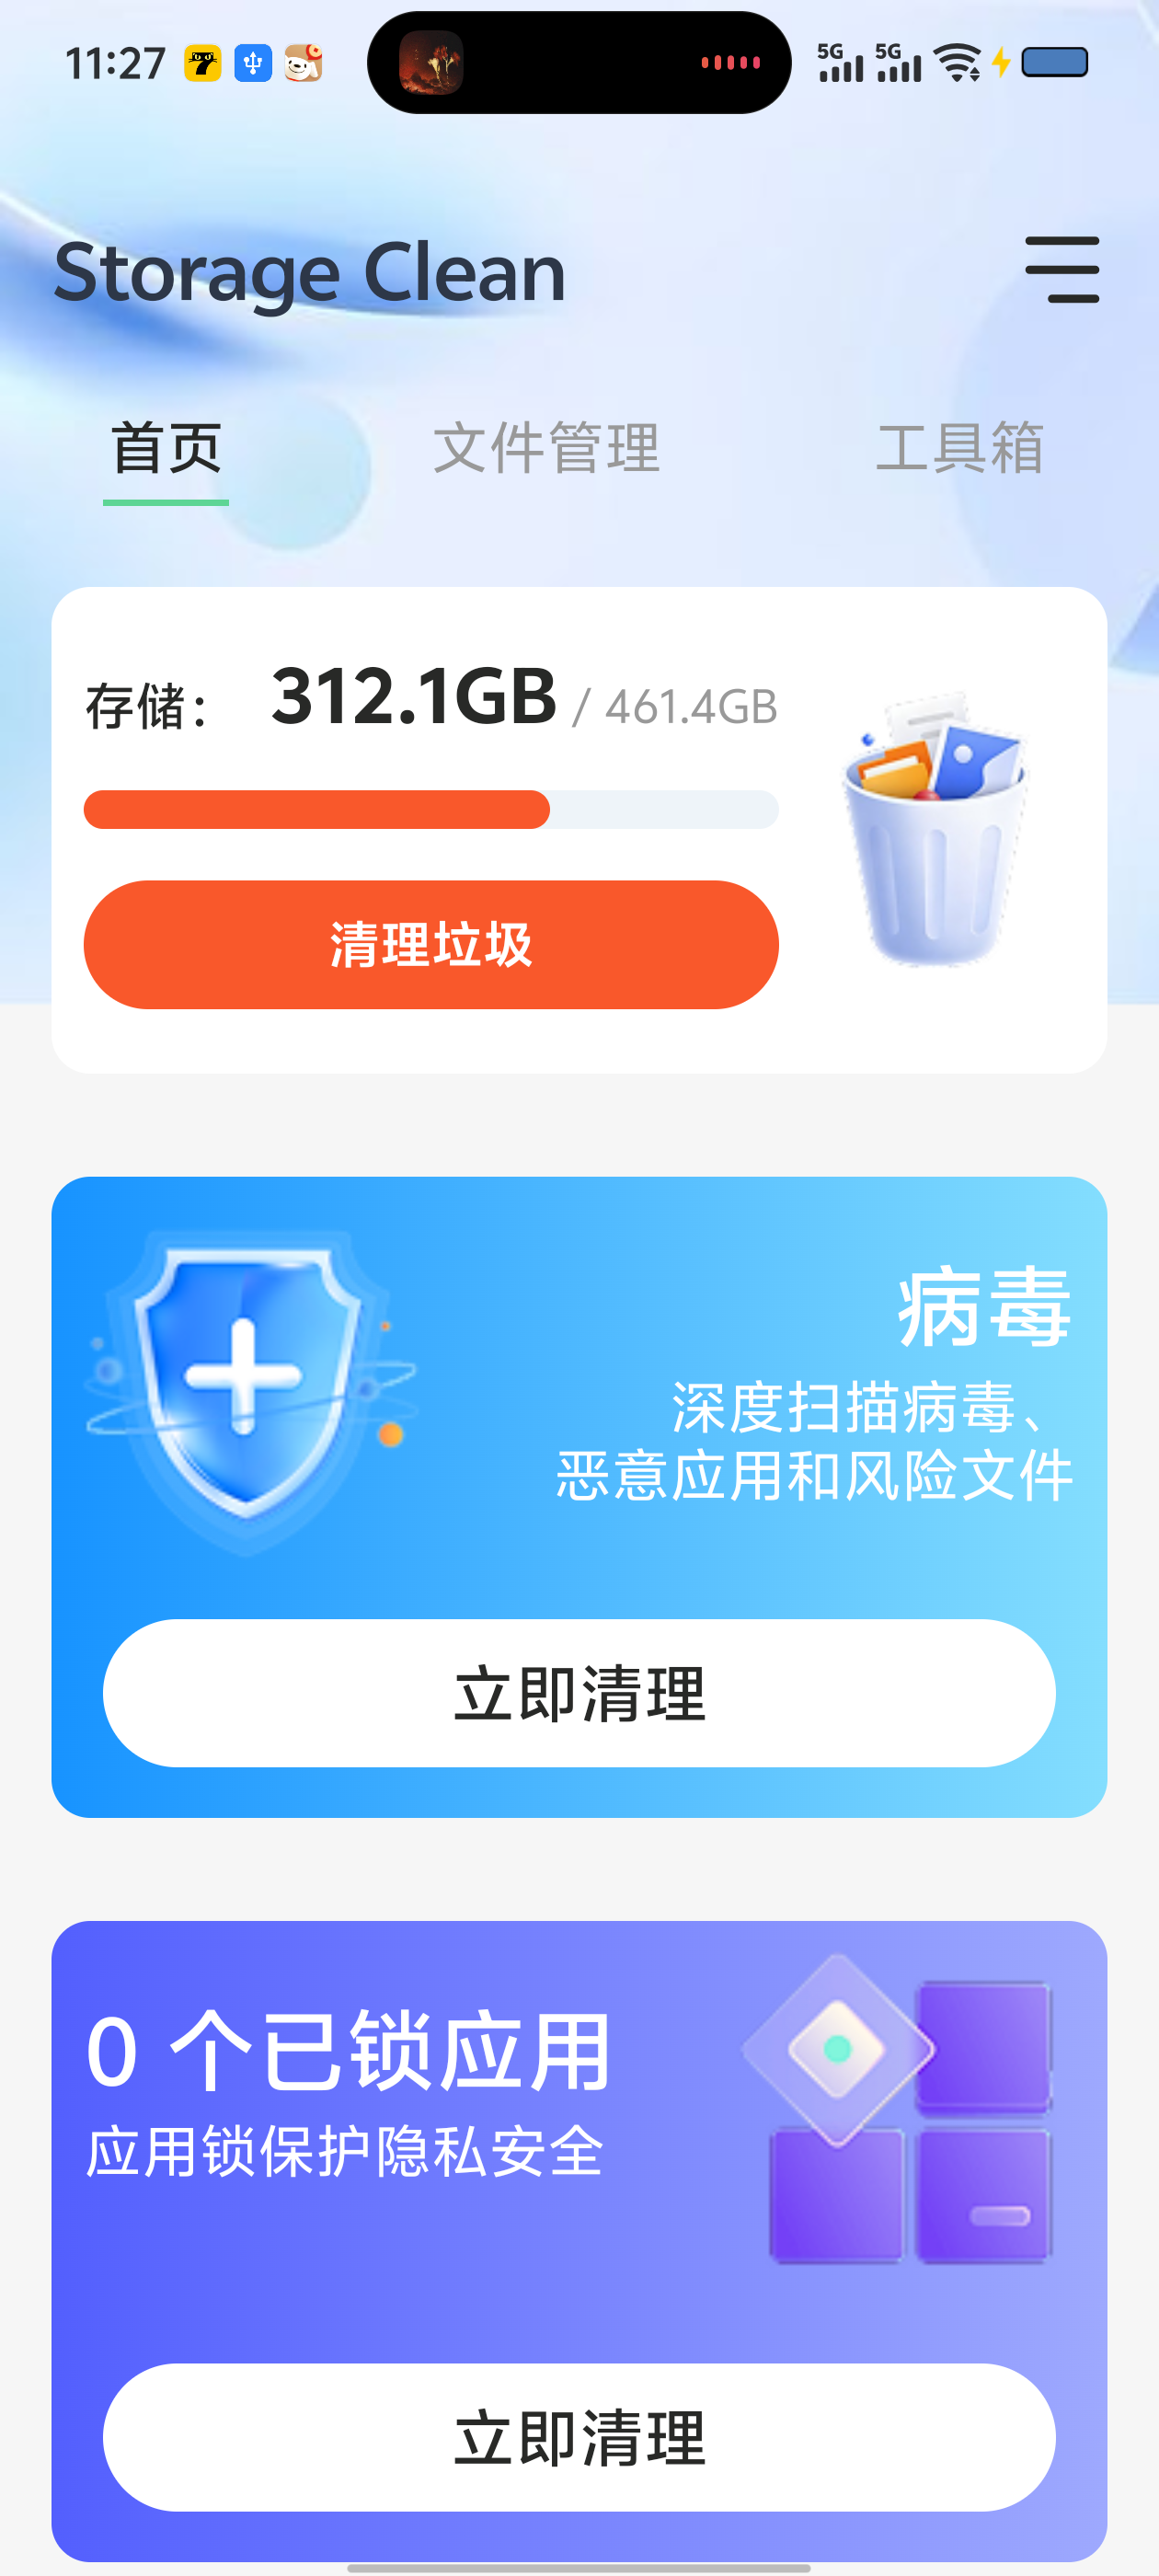 11:27
5G 5G
Storage Clean
首页 文件管理 工具箱
存储： 312.1GB / 461.4GB
清理垃圾
病毒
深度扫描病毒、
恶意应用和风险文件
立即清理
0 个已锁应用
应用锁保护隐私安全
立即清理